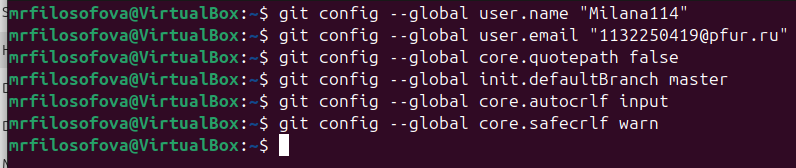 mrfilosofova@VirtualBox:~$ git config --global user.name "Milana114"
mrfilosofova@VirtualBox:~$ git config --global user.email "1132250419@pfur.ru"
mrfilosofova@VirtualBox:~$ git config --global core.quotepath false
mrfilosofova@VirtualBox:~$ git config --global init.defaultBranch master
mrfilosofova@VirtualBox:~$ git config --global core.autocrlf input
mrfilosofova@VirtualBox:~$ git config --global core.safecrlf warn
mrfilosofova@VirtualBox:~$